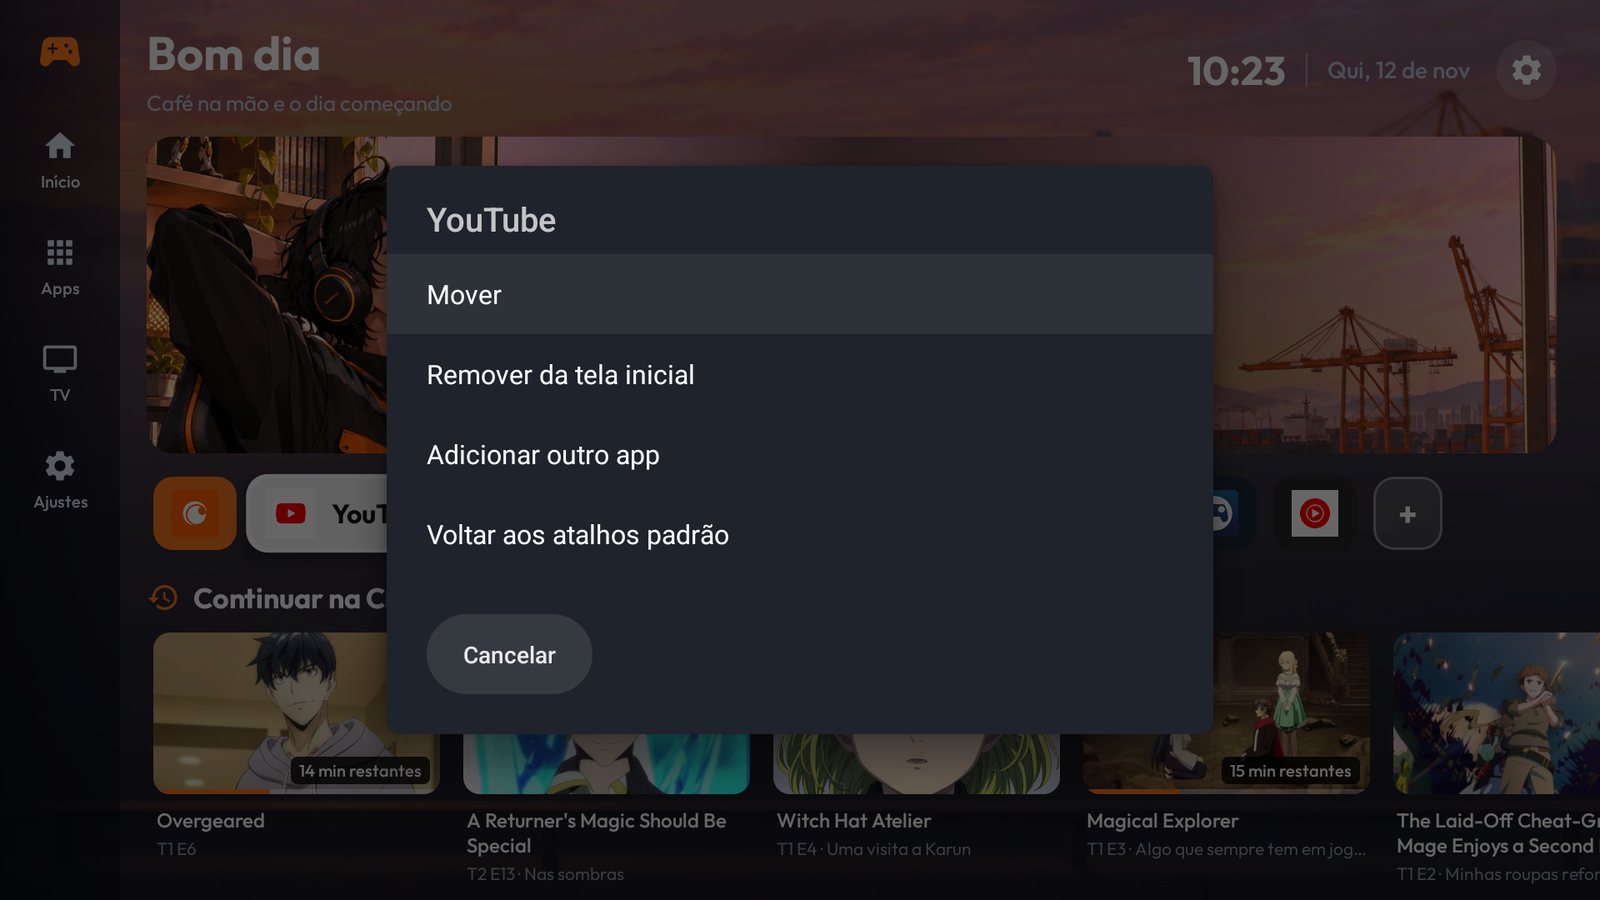 Bom dia
Café na mão e o dia começando
10:23
Qui, 12 de nov
Início
Apps
TV
Ajustes
YouTube
Mover
Remover da tela inicial
Adicionar outro app
Voltar aos atalhos padrão
Cancelar
YouT
+
Continuar na C
14 min restantes
15 min restantes
Overgeared
T1 E6
A Returner's Magic Should Be
Special
T2 E13 · Nas sombras
Witch Hat Atelier
T1 E4 · Uma visita a Karun
Magical Explorer
T1 E3 · Algo que sempre tem em jog...
The Laid-Off Cheat-Gr
Mage Enjoys a Second
T1 E2 · Minhas roupas refor